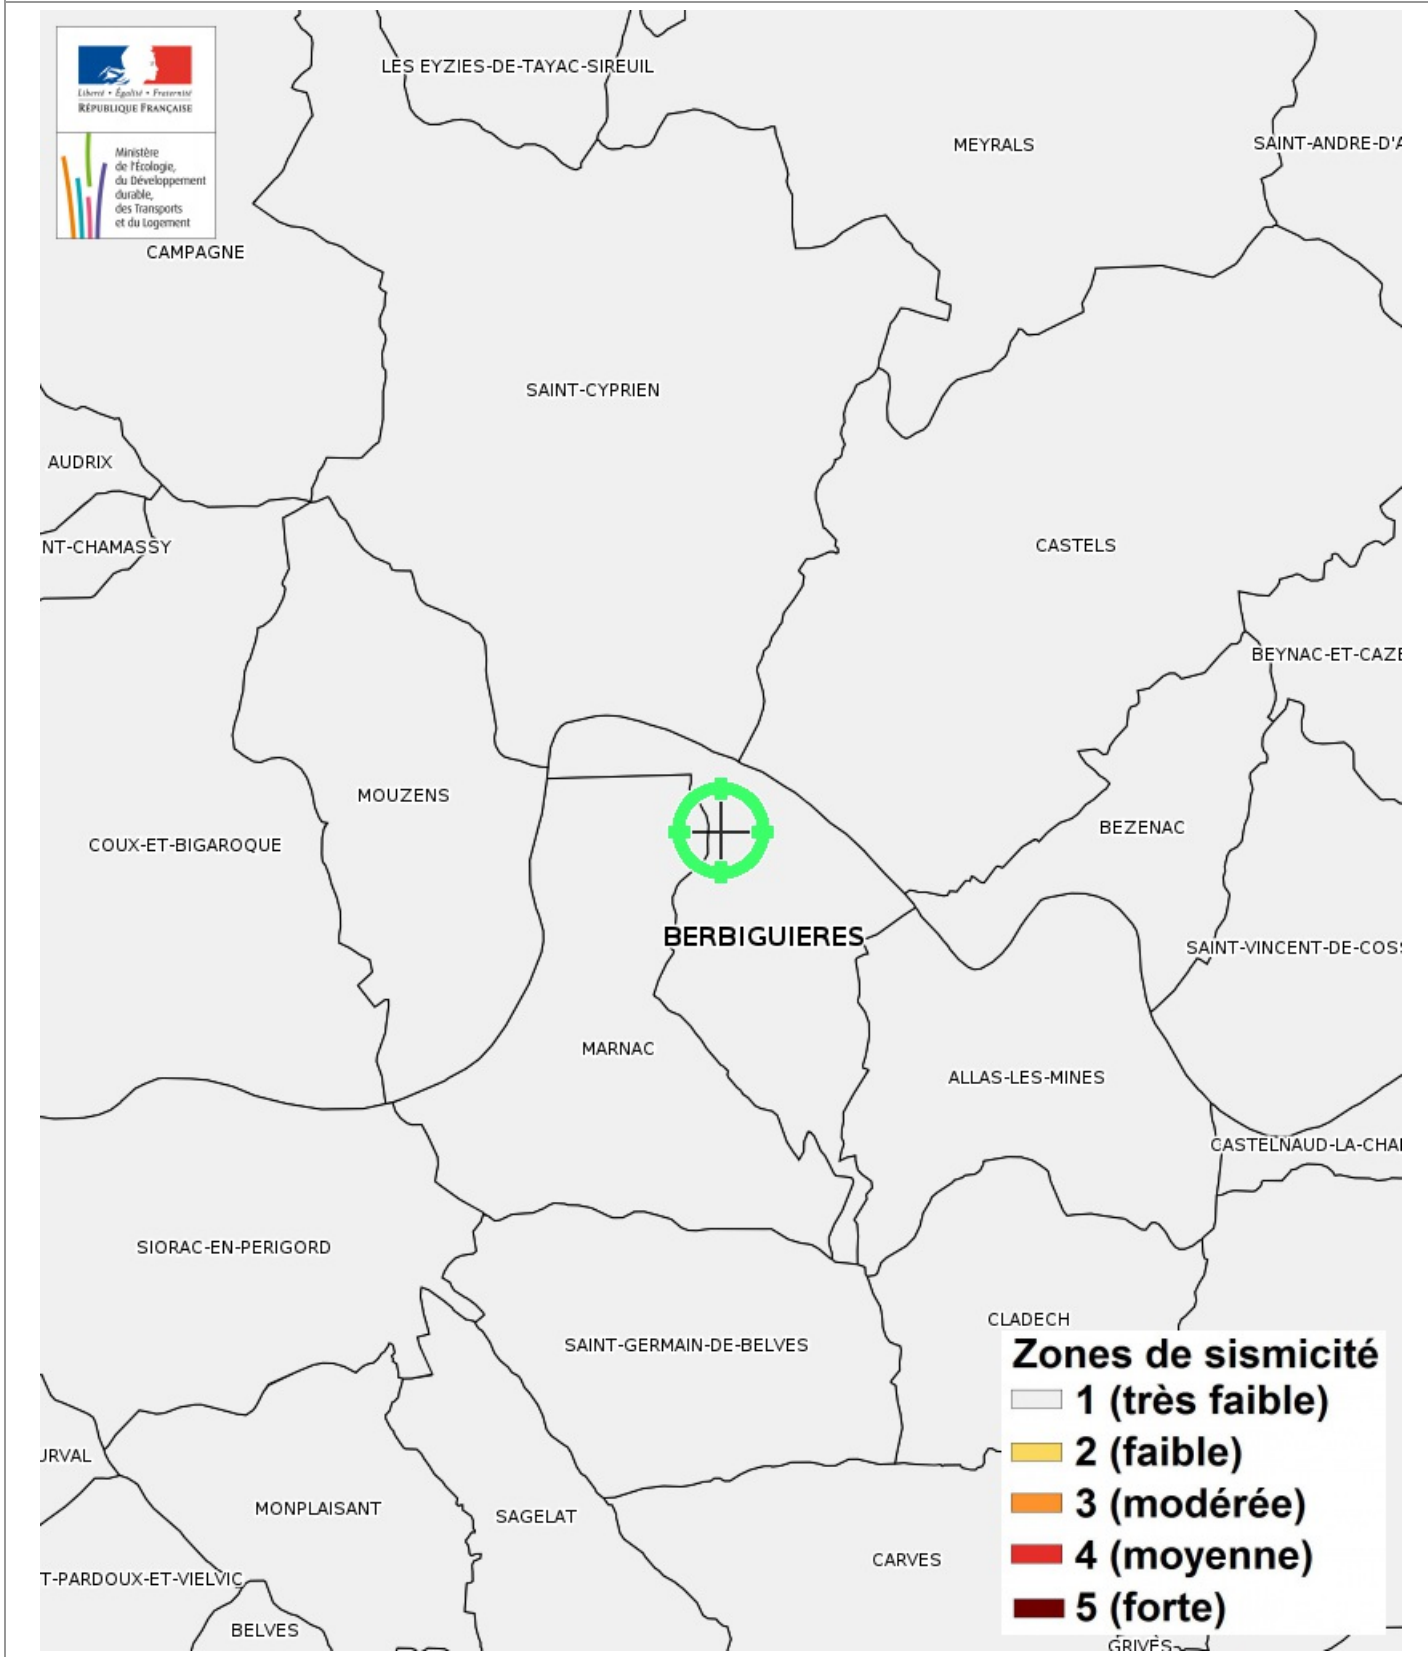 Liberté • Égalité • Fraternité
RÉPUBLIQUE FRANÇAISE
Ministère
de l'Écologie,
du Développement
durable,
des Transports
et du Logement
LES EYZIES-DE-TAYAC-SIREUIL
MEYRALS
SAINT-ANDRE-D'A
CAMPAGNE
SAINT-CYPRIEN
AUDRIX
NT-CHAMASSY
CASTELS
BEYNAC-ET-CAZE
MOUZENS
BEZENAC
COUX-ET-BIGAROQUE
BERBIGUIERES
SAINT-VINCENT-DE-COSS
MARNAC
ALLAS-LES-MINES
CASTELNAUD-LA-CHA
SIORAC-EN-PERIGORD
CLADECH
SAINT-GERMAIN-DE-BELVES
Zones de sismicité
1 (très faible)
2 (faible)
3 (modérée)
4 (moyenne)
5 (forte)
URVAL
MONPLAISANT
SAGELAT
CARVES
T-PARDOUX-ET-VIELVIC
BELVES
GRIVES